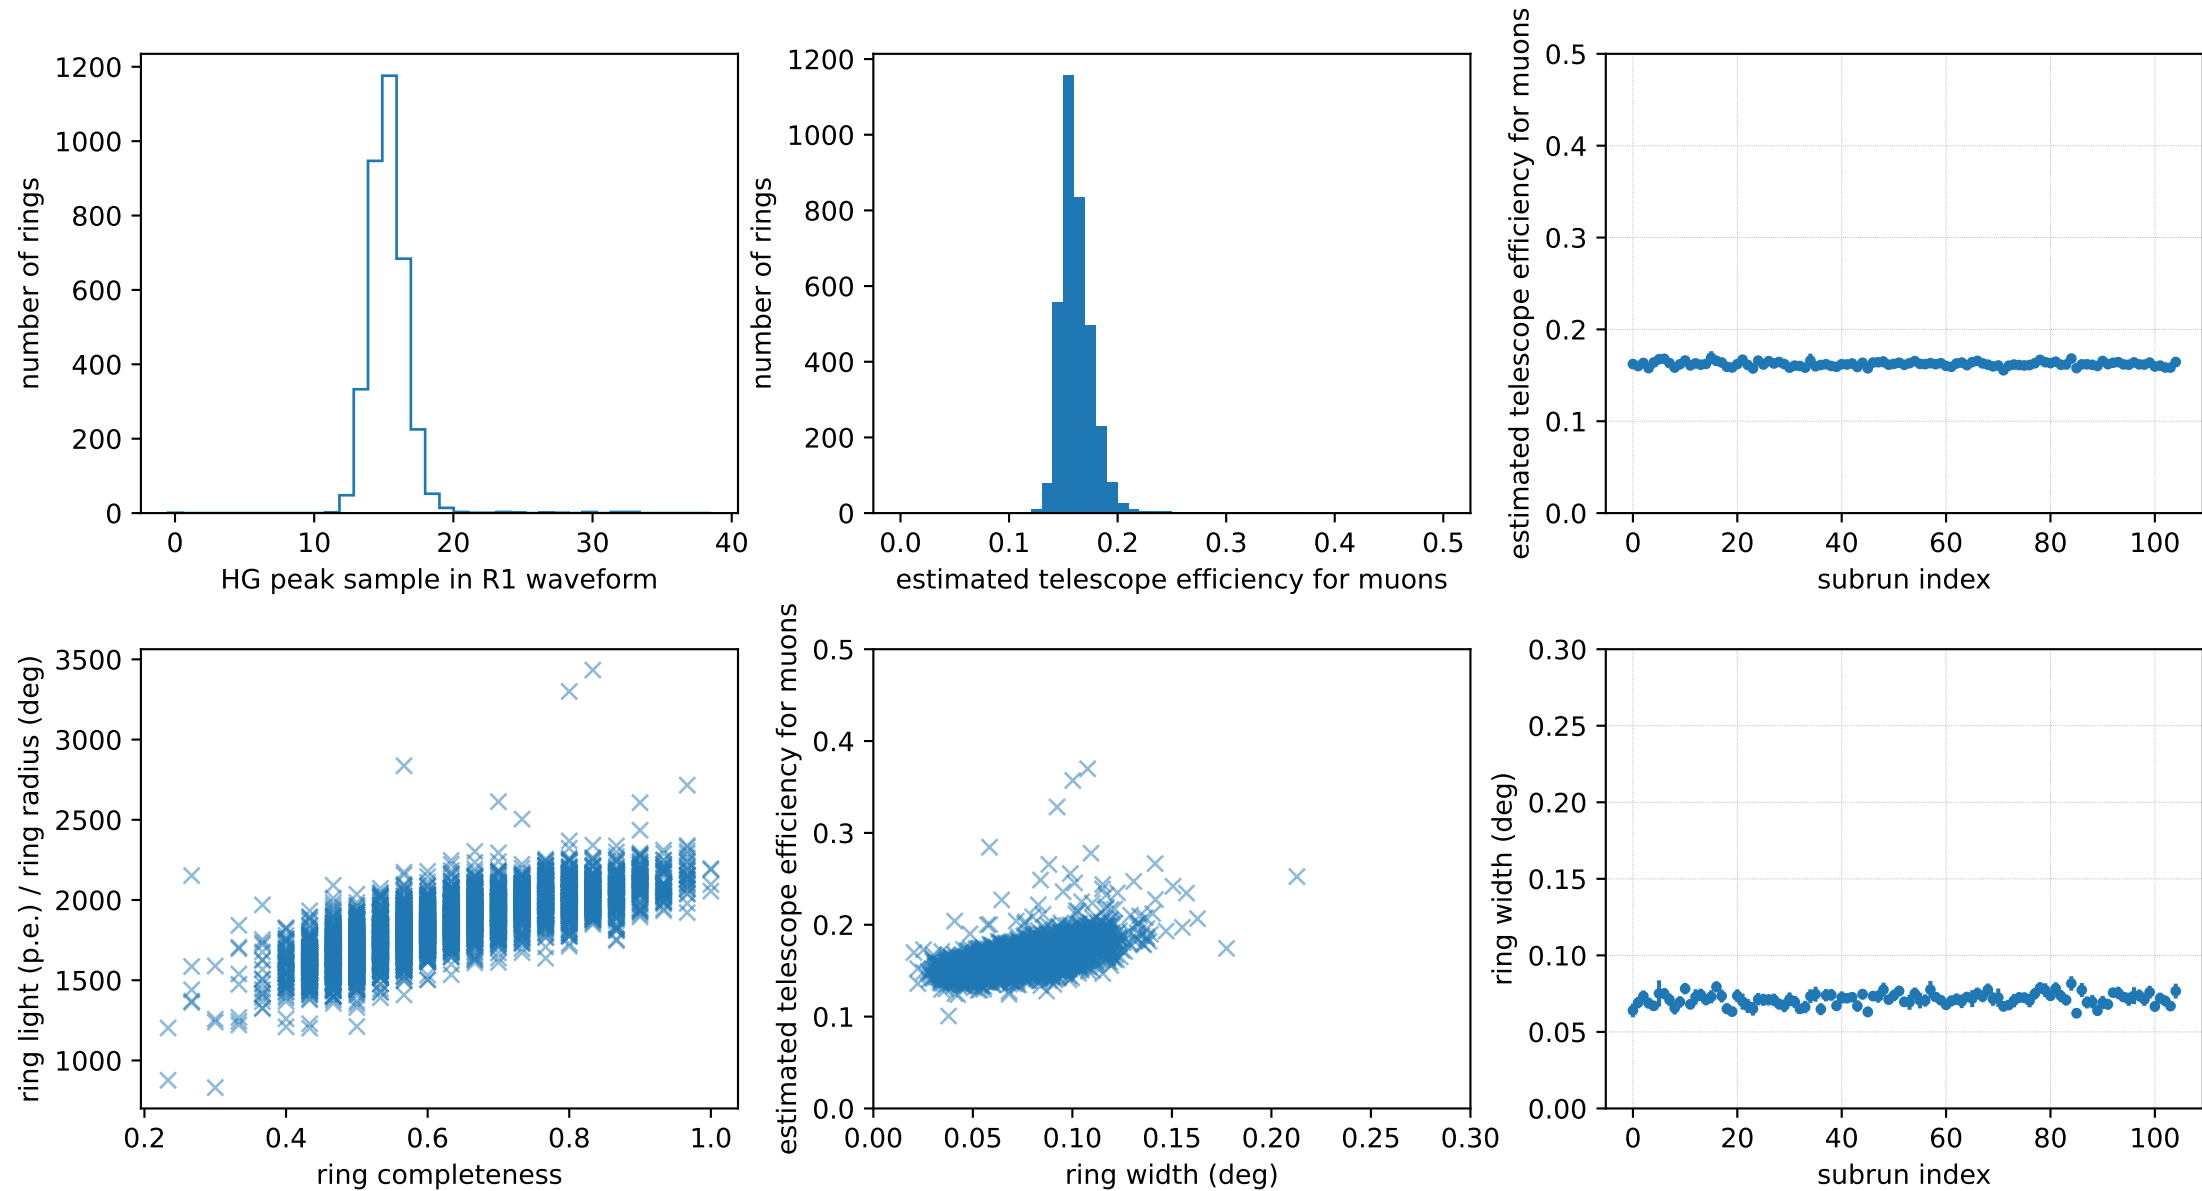 1200
1000
800
600
400
200
0
number of rings
0 10 20 30 40
HG peak sample in R1 waveform
1200
1000
800
600
400
200
0
number of rings
0.0 0.1 0.2 0.3 0.4 0.5
estimated telescope efficiency for muons
0.5
0.4
0.3
0.2
0.1
0.0
estimated telescope efficiency for muons
0 20 40 60 80 100
subrun index
3500
3000
2500
2000
1500
1000
ring light (p.e.) / ring radius (deg)
0.2 0.4 0.6 0.8 1.0
ring completeness
0.5
0.4
0.3
0.2
0.1
0.0
estimated telescope efficiency for muons
0.00 0.05 0.10 0.15 0.20 0.25 0.30
ring width (deg)
0.30
0.25
0.20
0.15
0.10
0.05
0.00
ring width (deg)
0 20 40 60 80 100
subrun index